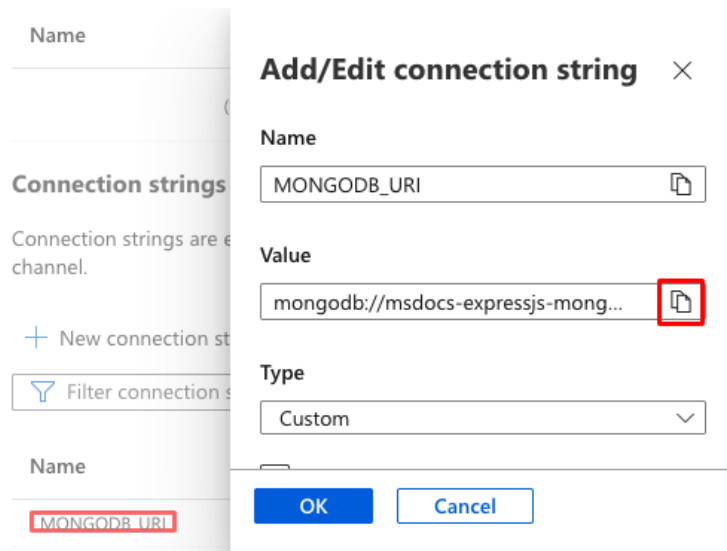 Name
(
Connection strings
Connection strings are e
channel.
New connection st
Filter connection s
Name
MONGODB_URI
Add/Edit connection string
Name
MONGODB_URI
Value
mongodb://msdocs-expressjs-mong...
Type
Custom
OK
Cancel